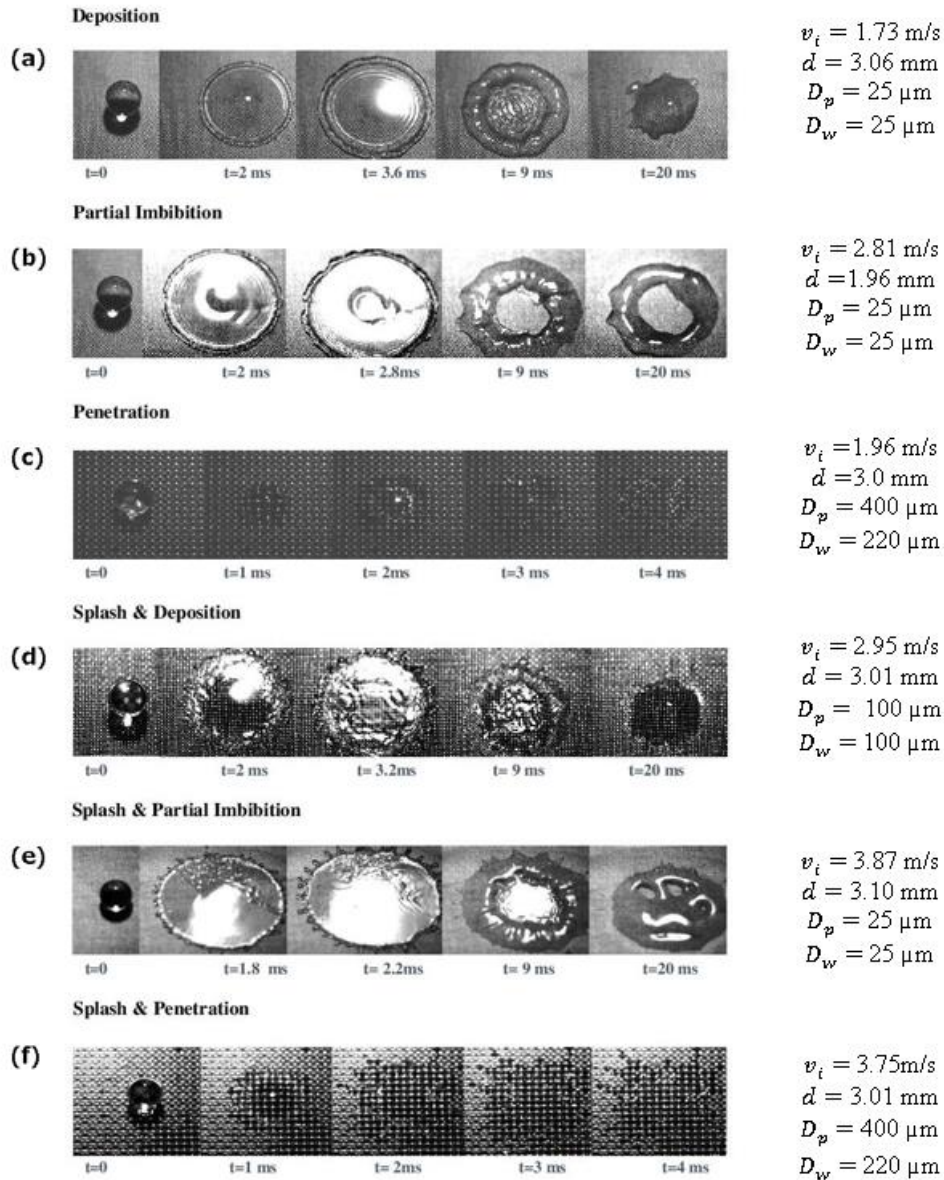 Deposition
(a)
v_i = 1.73 m/s
d = 3.06 mm
D_p = 25 μm
D_w = 25 μm
t=0 t=2 ms t= 3.6 ms t= 9 ms t=20 ms
Partial Imbibition
(b)
v_i = 2.81 m/s
d =1.96 mm
D_p = 25 μm
D_w = 25 μm
t=0 t=2 ms t= 2.8ms t= 9 ms t=20 ms
Penetration
(c)
v_i =1.96 m/s
d =3.0 mm
D_p = 400 μm
D_w = 220 μm
t=0 t=1 ms t= 2ms t=3 ms t=4 ms
Splash & Deposition
(d)
v_i = 2.95 m/s
d = 3.01 mm
D_p = 100 μm
D_w = 100 μm
t=0 t=2 ms t= 3.2ms t= 9 ms t=20 ms
Splash & Partial Imbibition
(e)
v_i = 3.87 m/s
d = 3.10 mm
D_p = 25 μm
D_w = 25 μm
t=0 t=1.8 ms t= 2.2ms t= 9 ms t=20 ms
Splash & Penetration
(f)
v_i = 3.75m/s
d = 3.01 mm
D_p = 400 μm
D_w = 220 μm
t=0 t=1 ms t= 2ms t=3 ms t=4 ms